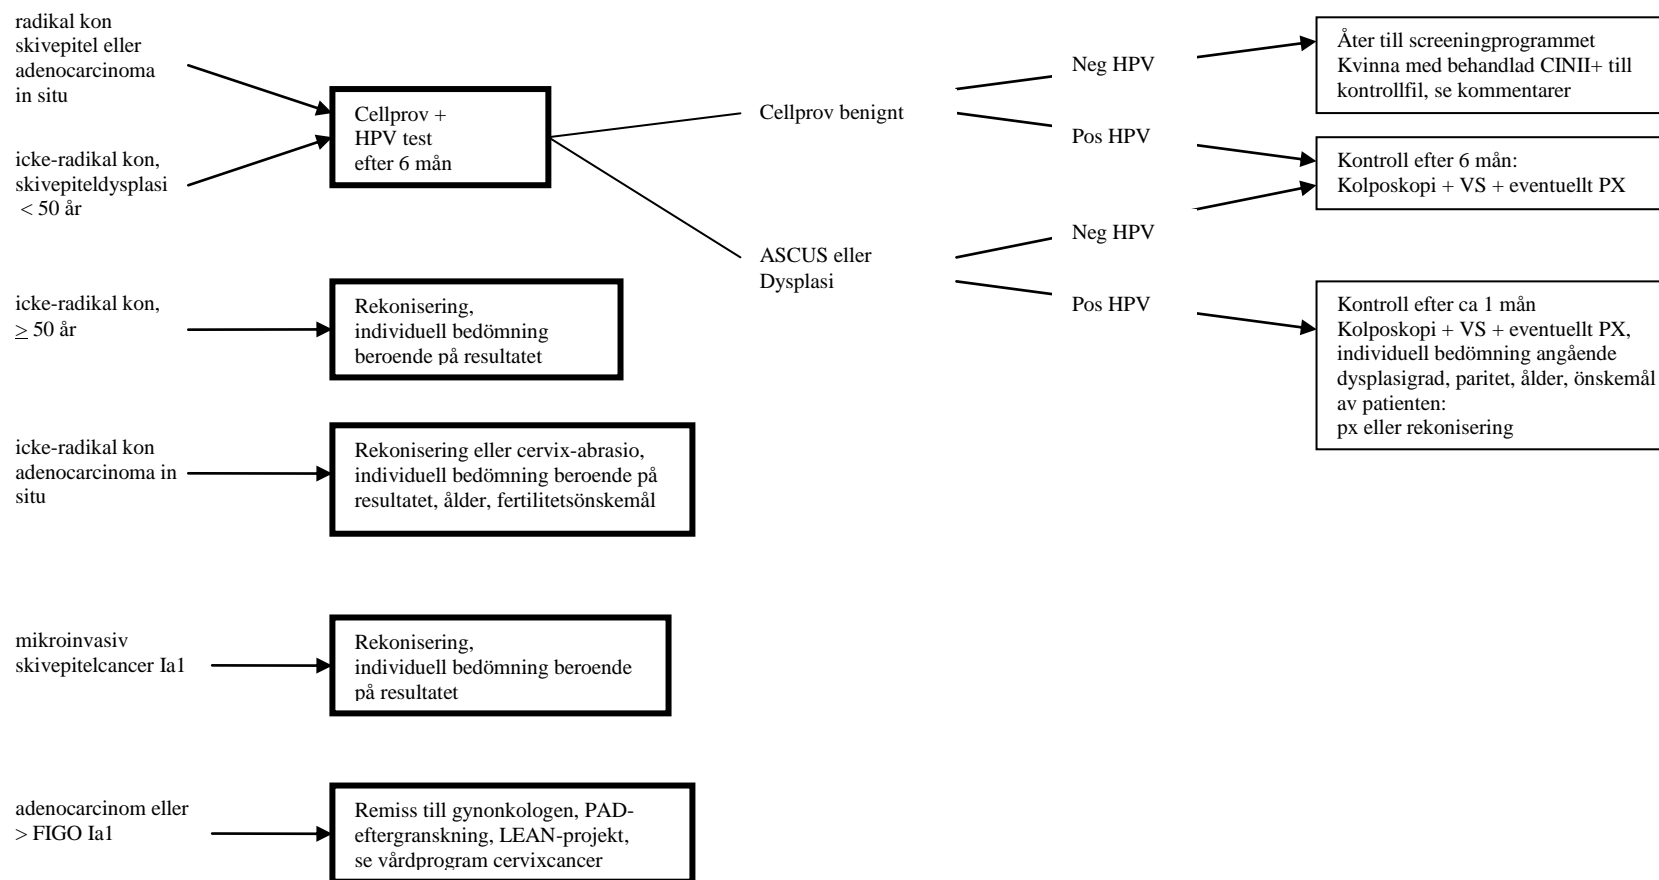 radikal kon
skivepitel eller
adenocarcinoma
in situ
icke-radikal kon,
skivepiteldysplasi
< 50 år
Cellprov +
HPV test
efter 6 mån
Cellprov benignt
ASCUS eller
Dysplasi
Neg HPV
Pos HPV
Neg HPV
Pos HPV
Åter till screeningprogrammet
Kvinna med behandlad CINII+ till
kontrollfil, se kommentarer
Kontroll efter 6 mån:
Kolposkopi + VS + eventuellt PX
Kontroll efter ca 1 mån
Kolposkopi + VS + eventuellt PX,
individuell bedömning angående
dysplasigrad, paritet, ålder, önskemål
av patienten:
px eller rekonisering
icke-radikal kon,
≥ 50 år
Rekonisering,
individuell bedömning
beroende på resultatet
icke-radikal kon
adenocarcinoma in
situ
Rekonisering eller cervix-abrasio,
individuell bedömning beroende på
resultatet, ålder, fertilitetsönskemål
mikroinvasiv
skivepitelcancer Ia1
Rekonisering,
individuell bedömning beroende
på resultatet
adenocarcinom eller
> FIGO Ia1
Remiss till gynonkologen, PAD-
eftergranskning, LEAN-projekt,
se vårdprogram cervixcancer